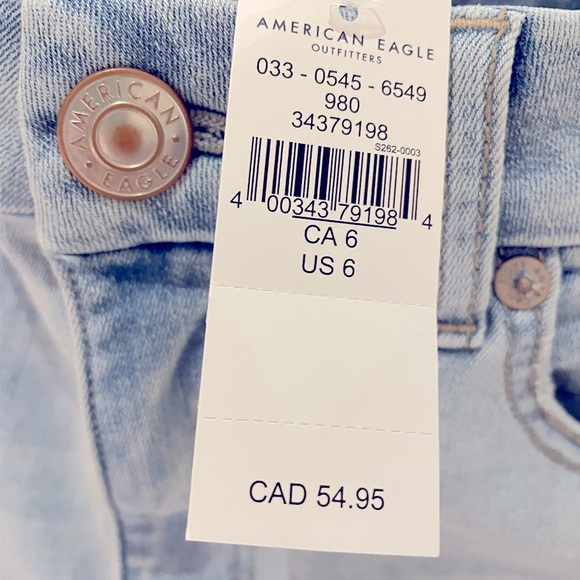 AMERICAN EAGLE
OUTFITTERS
033 - 0545 - 6549
980
34379198
S262-0003
4 00343 79198 4
CA 6
US 6
CAD 54.95
AMERICAN
• EAGLE •